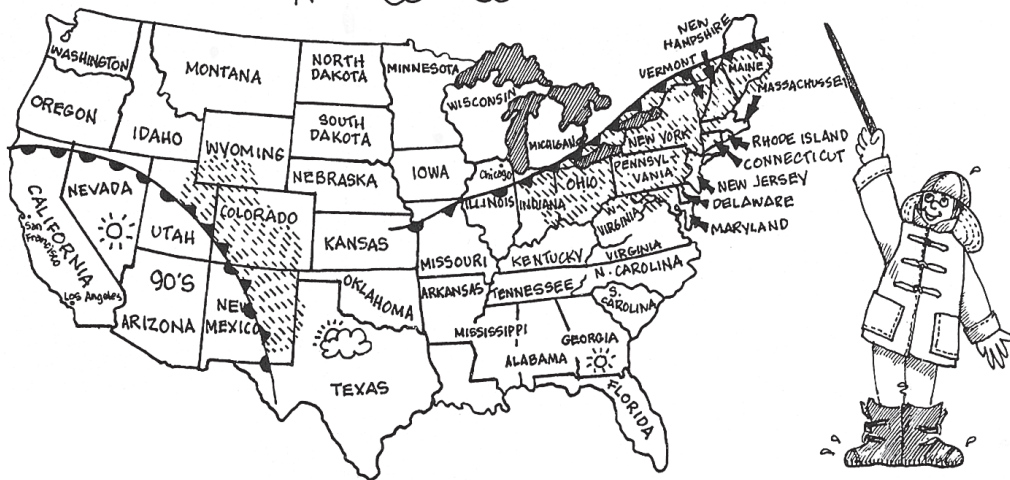 NEW
HAMPSHIRE
WASHINGTON
MONTANA
NORTH
DAKOTA
MINNESOTA
VERMONT
MAINE
MASSACHUSSET
OREGON
IDAHO
SOUTH
DAKOTA
WISCONSIN
MICHIGAN
NEW YORK
RHODE ISLAND
CONNECTICUT
WYOMING
NEBRASKA
IOWA
Chicago
ILLINOIS
INDIANA
OHIO
PENNSYL-
VANIA
NEW JERSEY
DELAWARE
MARYLAND
CALIFORNIA
San
Francisco
Los Angeles
NEVADA
UTAH
COLORADO
KANSAS
MISSOURI
KENTUCKY
W.
VIRGINIA
VIRGINIA
90'S
ARIZONA
NEW
MEXICO
OKLAHOMA
ARKANSAS
TENNESSEE
N. CAROLINA
S.
CAROLINA
MISSISSIPPI
ALABAMA
GEORGIA
TEXAS
FLORIDA